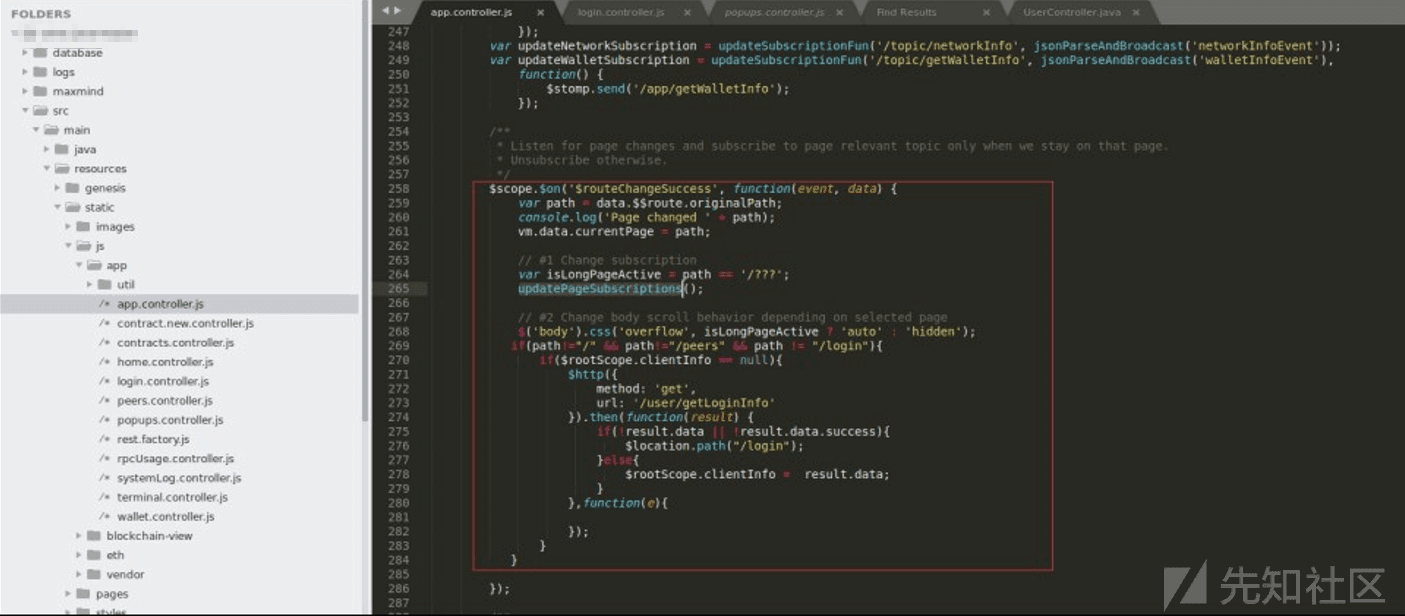 FOLDERS
database
logs
maxmind
src
main
java
resources
genesis
static
images
js
app
util
/* app.controller.js
/* contract.new.controller.js
/* contracts.controller.js
/* home.controller.js
/* login.controller.js
/* peers.controller.js
/* popups.controller.js
/* rest.factory.js
/* rpcUsage.controller.js
/* systemLog.controller.js
/* terminal.controller.js
/* wallet.controller.js
blockchain-view
eth
vendor
pages
styles
app.controller.js × login.controller.js × popups.controller.js × Find Results × UserController.java ×
247 });
248 var updateNetworkSubscription = updateSubscriptionFun('/topic/networkInfo', jsonParseAndBroadcast('networkInfoEvent'));
249 var updateWalletSubscription = updateSubscriptionFun('/topic/getWalletInfo', jsonParseAndBroadcast('walletInfoEvent'),
250 function() {
251 $stomp.send('/app/getWalletInfo');
252 });
253
254 /**
255 * Listen for page changes and subscribe to page relevant topic only when we stay on that page.
256 * Unsubscribe otherwise.
257 */
258 $scope.$on('$routeChangeSuccess', function(event, data) {
259 var path = data.$$route.originalPath;
260 console.log('Page changed ' + path);
261 vm.data.currentPage = path;
262
263 // #1 Change subscription
264 var isLongPageActive = path == '/???';
265 updatePageSubscriptions();
266
267 // #2 Change body scroll behavior depending on selected page
268 $('body').css('overflow', isLongPageActive ? 'auto' : 'hidden');
269 if(path!="/" && path!="/peers" && path != "/login"){
270 if($rootScope.clientInfo == null){
271 $http({
272 method: 'get',
273 url: '/user/getLoginInfo'
274 }).then(function(result) {
275 if(!result.data || !result.data.success){
276 $location.path("/login");
277 }else{
278 $rootScope.clientInfo = result.data;
279 }
280 },function(e){
281
282 });
283 }
284 }
285
286 });
287
先知社区